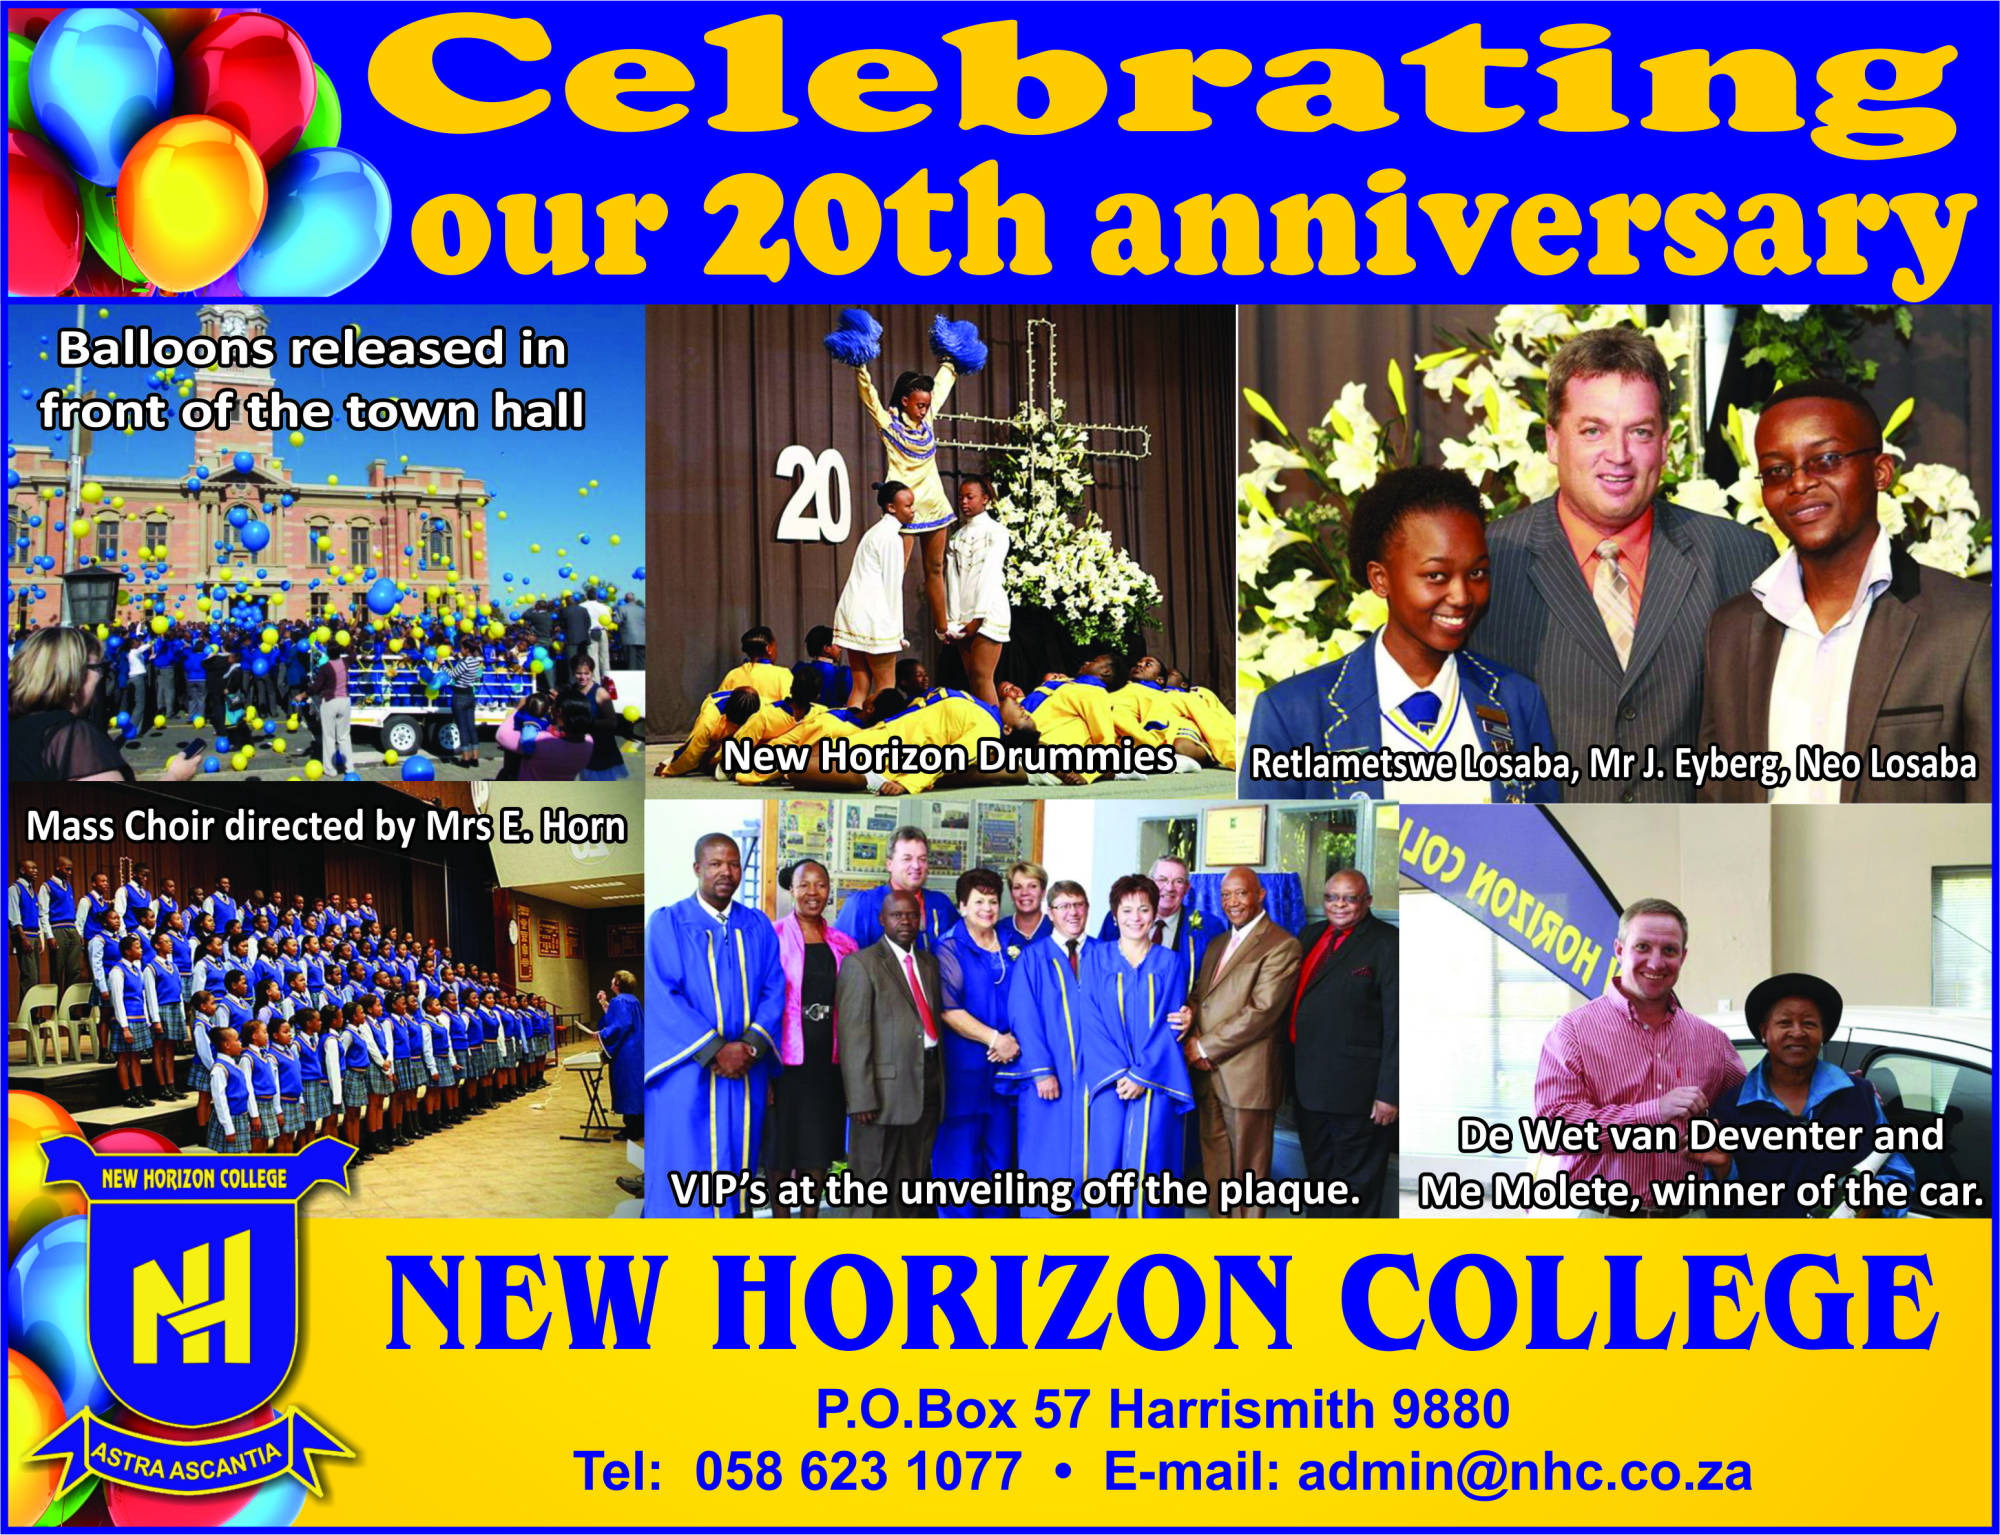 Celebrating
our 20th anniversary
Balloons released in
front of the town hall
20
New Horizon Drummies
Retlametswe Losaba, Mr J. Eyberg, Neo Losaba
Mass Choir directed by Mrs E. Horn
VIP's at the unveiling off the plaque.
HORIZON COLL
De Wet van Deventer and
Me Molete, winner of the car.
NEW HORIZON COLLEGE
NH
ASTRA ASCANTIA
NEW HORIZON COLLEGE
P.O.Box 57 Harrismith 9880
Tel: 058 623 1077 • E-mail: admin@nhc.co.za